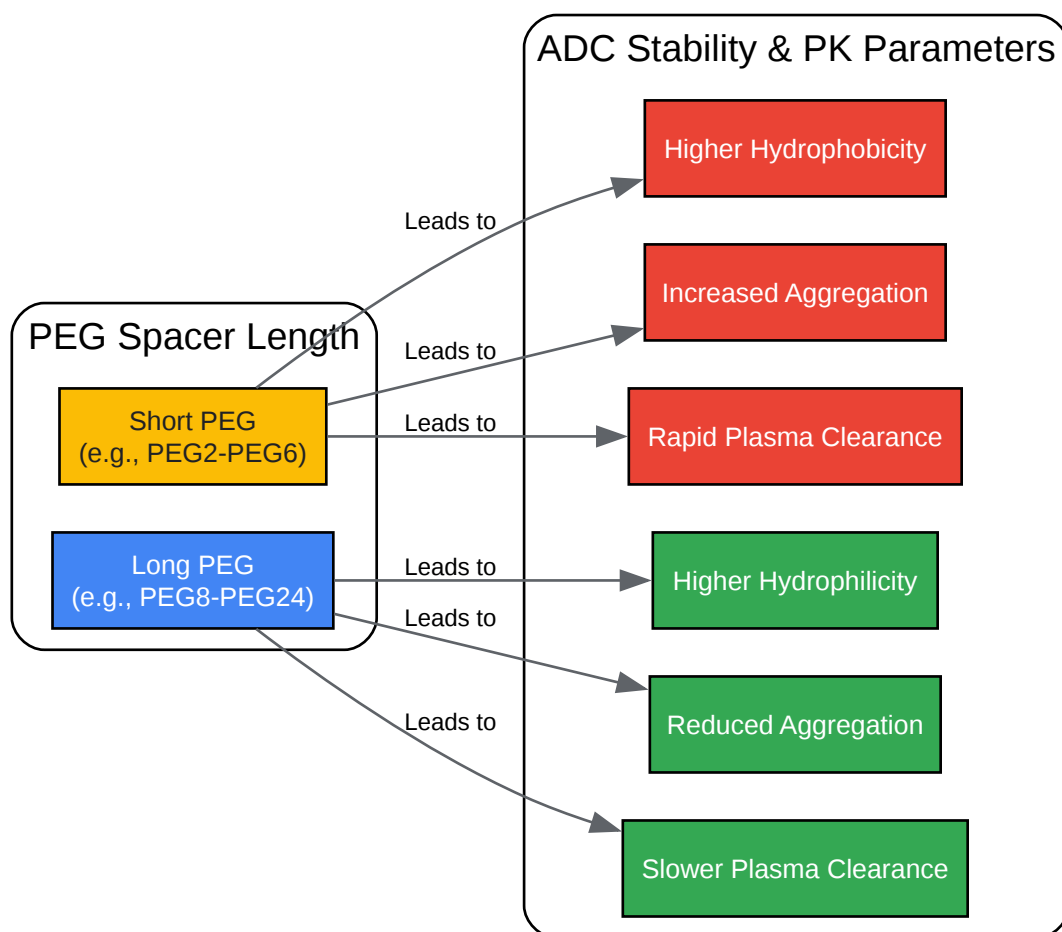 ADC Stability & PK Parameters
Higher Hydrophobicity
Leads to
Increased Aggregation
PEG Spacer Length
Leads to
Short PEG
(e.g., PEG2-PEG6)
Leads to
Rapid Plasma Clearance
Long PEG
(e.g., PEG8-PEG24)
Leads to
Higher Hydrophilicity
Leads to
Reduced Aggregation
Leads to
Slower Plasma Clearance